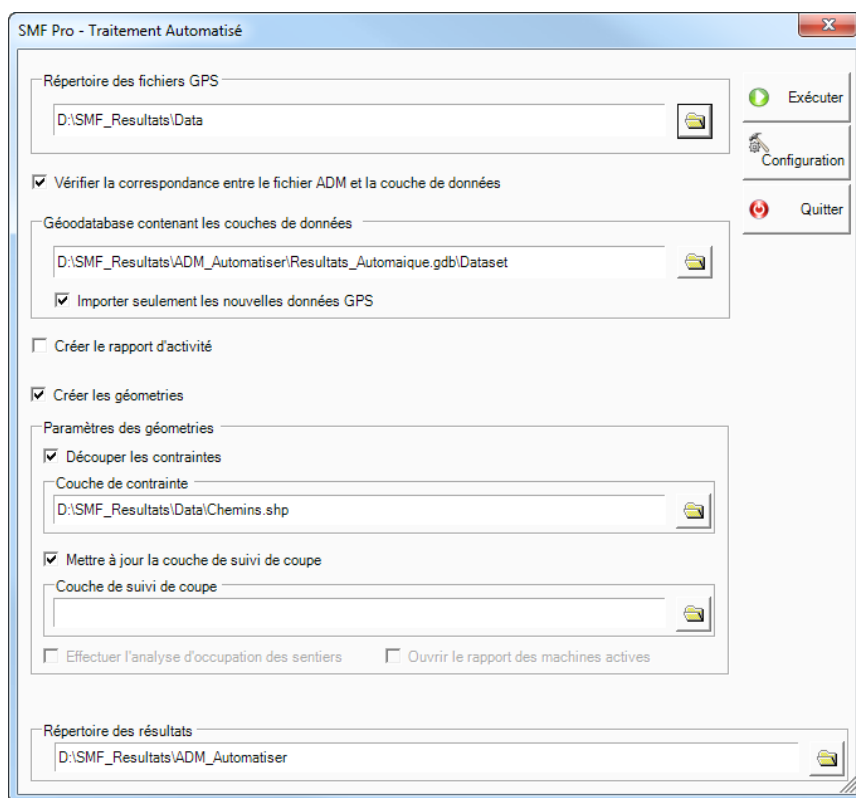 SMF Pro - Traitement Automatisé
Répertoire des fichiers GPS
D:\SMF_Resultats\Data
Exécuter
Configuration
Quitter
Vérifier la correspondance entre le fichier ADM et la couche de données
Géodatabase contenant les couches de données
D:\SMF_Resultats\ADM_Automatiser\Resultats_Automaique.gdb\Dataset
Importer seulement les nouvelles données GPS
Créer le rapport d'activité
Créer les géometries
Paramètres des géometries
Découper les contraintes
Couche de contrainte
D:\SMF_Resultats\Data\Chemins.shp
Mettre à jour la couche de suivi de coupe
Couche de suivi de coupe
Effectuer l'analyse d'occupation des sentiers
Ouvrir le rapport des machines actives
Répertoire des résultats
D:\SMF_Resultats\ADM_Automatiser